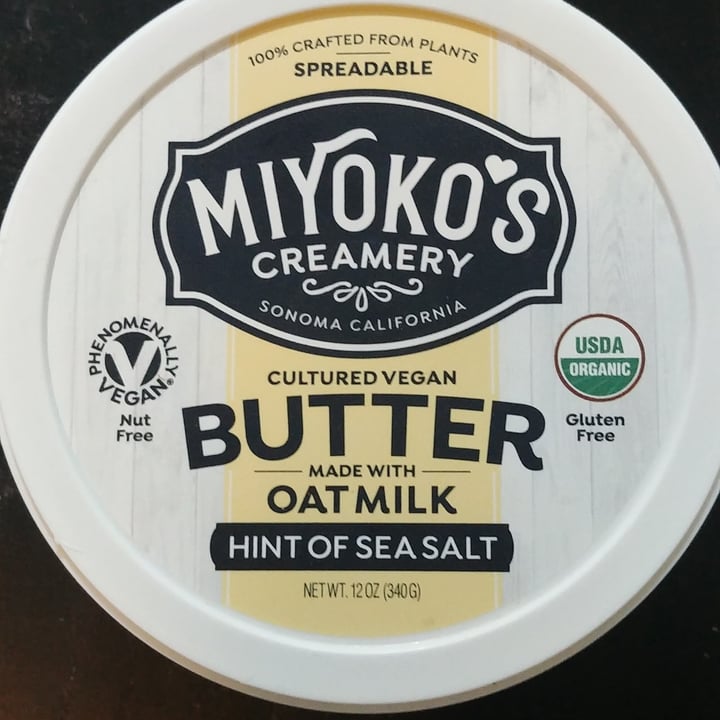 100% CRAFTED FROM PLANTS
SPREADABLE
MIYOKO'S
CREAMERY
SONOMA CALIFORNIA
PHENOMENALLY
VEGAN®
Nut
Free
USDA
ORGANIC
Gluten
Free
CULTURED VEGAN
BUTTER
MADE WITH
OAT MILK
HINT OF SEA SALT
NET WT. 12 OZ (340G)